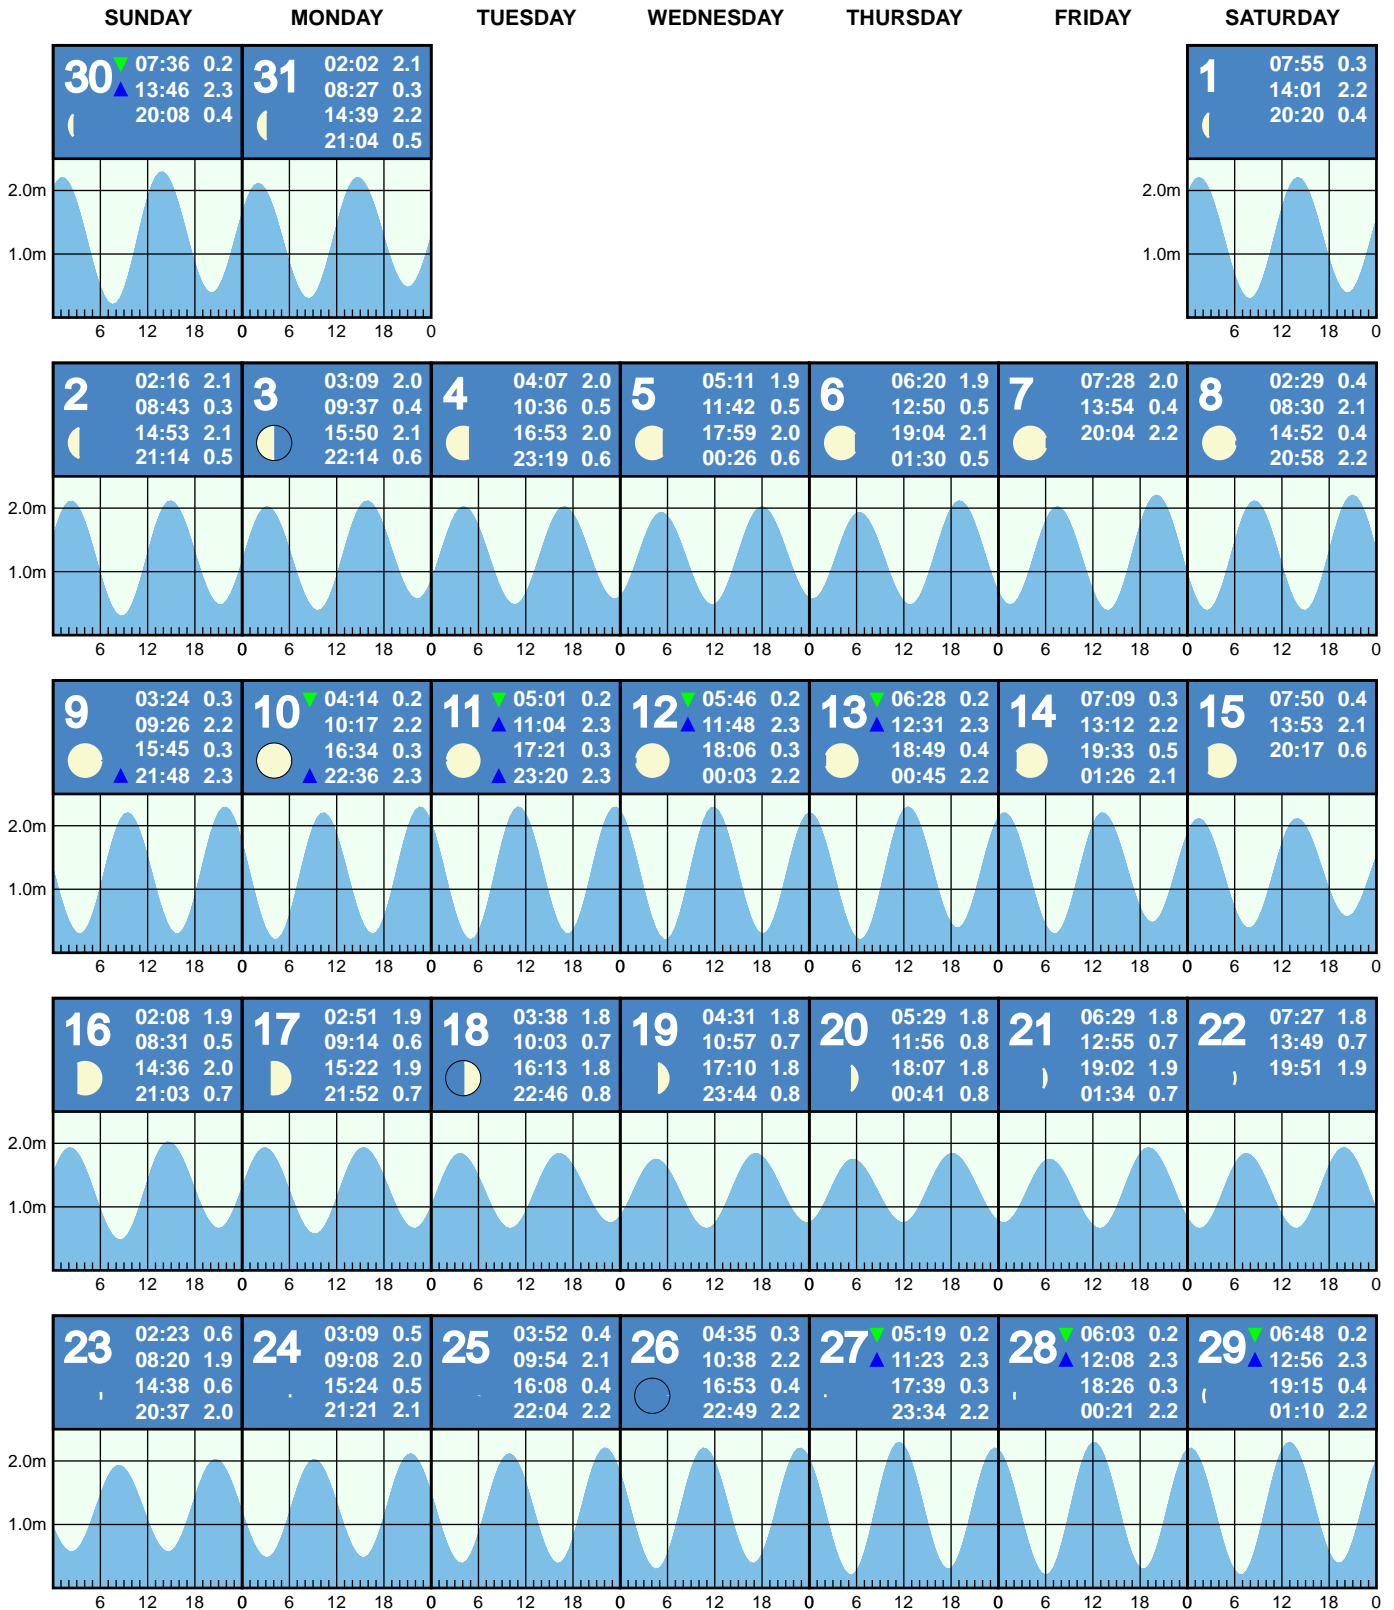 SUNDAY MONDAY TUESDAY WEDNESDAY THURSDAY FRIDAY SATURDAY
30 07:36 0.2
13:46 2.3
20:08 0.4
31 02:02 2.1
08:27 0.3
14:39 2.2
21:04 0.5
1 07:55 0.3
14:01 2.2
20:20 0.4
2.0m 2.0m
1.0m 1.0m
6 12 18 0 0 6 12 18 0 6 12 18 0
2 02:16 2.1
08:43 0.3
14:53 2.1
21:14 0.5
3 03:09 2.0
09:37 0.4
15:50 2.1
22:14 0.6
4 04:07 2.0
10:36 0.5
16:53 2.0
23:19 0.6
5 05:11 1.9
11:42 0.5
17:59 2.0
00:26 0.6
6 06:20 1.9
12:50 0.5
19:04 2.1
01:30 0.5
7 07:28 2.0
13:54 0.4
20:04 2.2
8 02:29 0.4
08:30 2.1
14:52 0.4
20:58 2.2
2.0m
1.0m
6 12 18 0 0 6 12 18 0 0 6 12 18 0 0 6 12 18 0 0 6 12 18 0 0 6 12 18 0 0 6 12 18 0
9 03:24 0.3
09:26 2.2
15:45 0.3
21:48 2.3
10 04:14 0.2
10:17 2.2
16:34 0.3
22:36 2.3
11 05:01 0.2
11:04 2.3
17:21 0.3
23:20 2.3
12 05:46 0.2
11:48 2.3
18:06 0.3
00:03 2.2
13 06:28 0.2
12:31 2.3
18:49 0.4
00:45 2.2
14 07:09 0.3
13:12 2.2
19:33 0.5
01:26 2.1
15 07:50 0.4
13:53 2.1
20:17 0.6
2.0m
1.0m
6 12 18 0 0 6 12 18 0 0 6 12 18 0 0 6 12 18 0 0 6 12 18 0 0 6 12 18 0 0 6 12 18 0
16 02:08 1.9
08:31 0.5
14:36 2.0
21:03 0.7
17 02:51 1.9
09:14 0.6
15:22 1.9
21:52 0.7
18 03:38 1.8
10:03 0.7
16:13 1.8
22:46 0.8
19 04:31 1.8
10:57 0.7
17:10 1.8
23:44 0.8
20 05:29 1.8
11:56 0.8
18:07 1.8
00:41 0.8
21 06:29 1.8
12:55 0.7
19:02 1.9
01:34 0.7
22 07:27 1.8
13:49 0.7
19:51 1.9
2.0m
1.0m
6 12 18 0 0 6 12 18 0 0 6 12 18 0 0 6 12 18 0 0 6 12 18 0 0 6 12 18 0 0 6 12 18 0
23 02:23 0.6
08:20 1.9
14:38 0.6
20:37 2.0
24 03:09 0.5
09:08 2.0
15:24 0.5
21:21 2.1
25 03:52 0.4
09:54 2.1
16:08 0.4
22:04 2.2
26 04:35 0.3
10:38 2.2
16:53 0.4
22:49 2.2
27 05:19 0.2
11:23 2.3
17:39 0.3
23:34 2.2
28 06:03 0.2
12:08 2.3
18:26 0.3
00:21 2.2
29 06:48 0.2
12:56 2.3
19:15 0.4
01:10 2.2
2.0m
1.0m
6 12 18 0 0 6 12 18 0 0 6 12 18 0 0 6 12 18 0 0 6 12 18 0 0 6 12 18 0 0 6 12 18 0